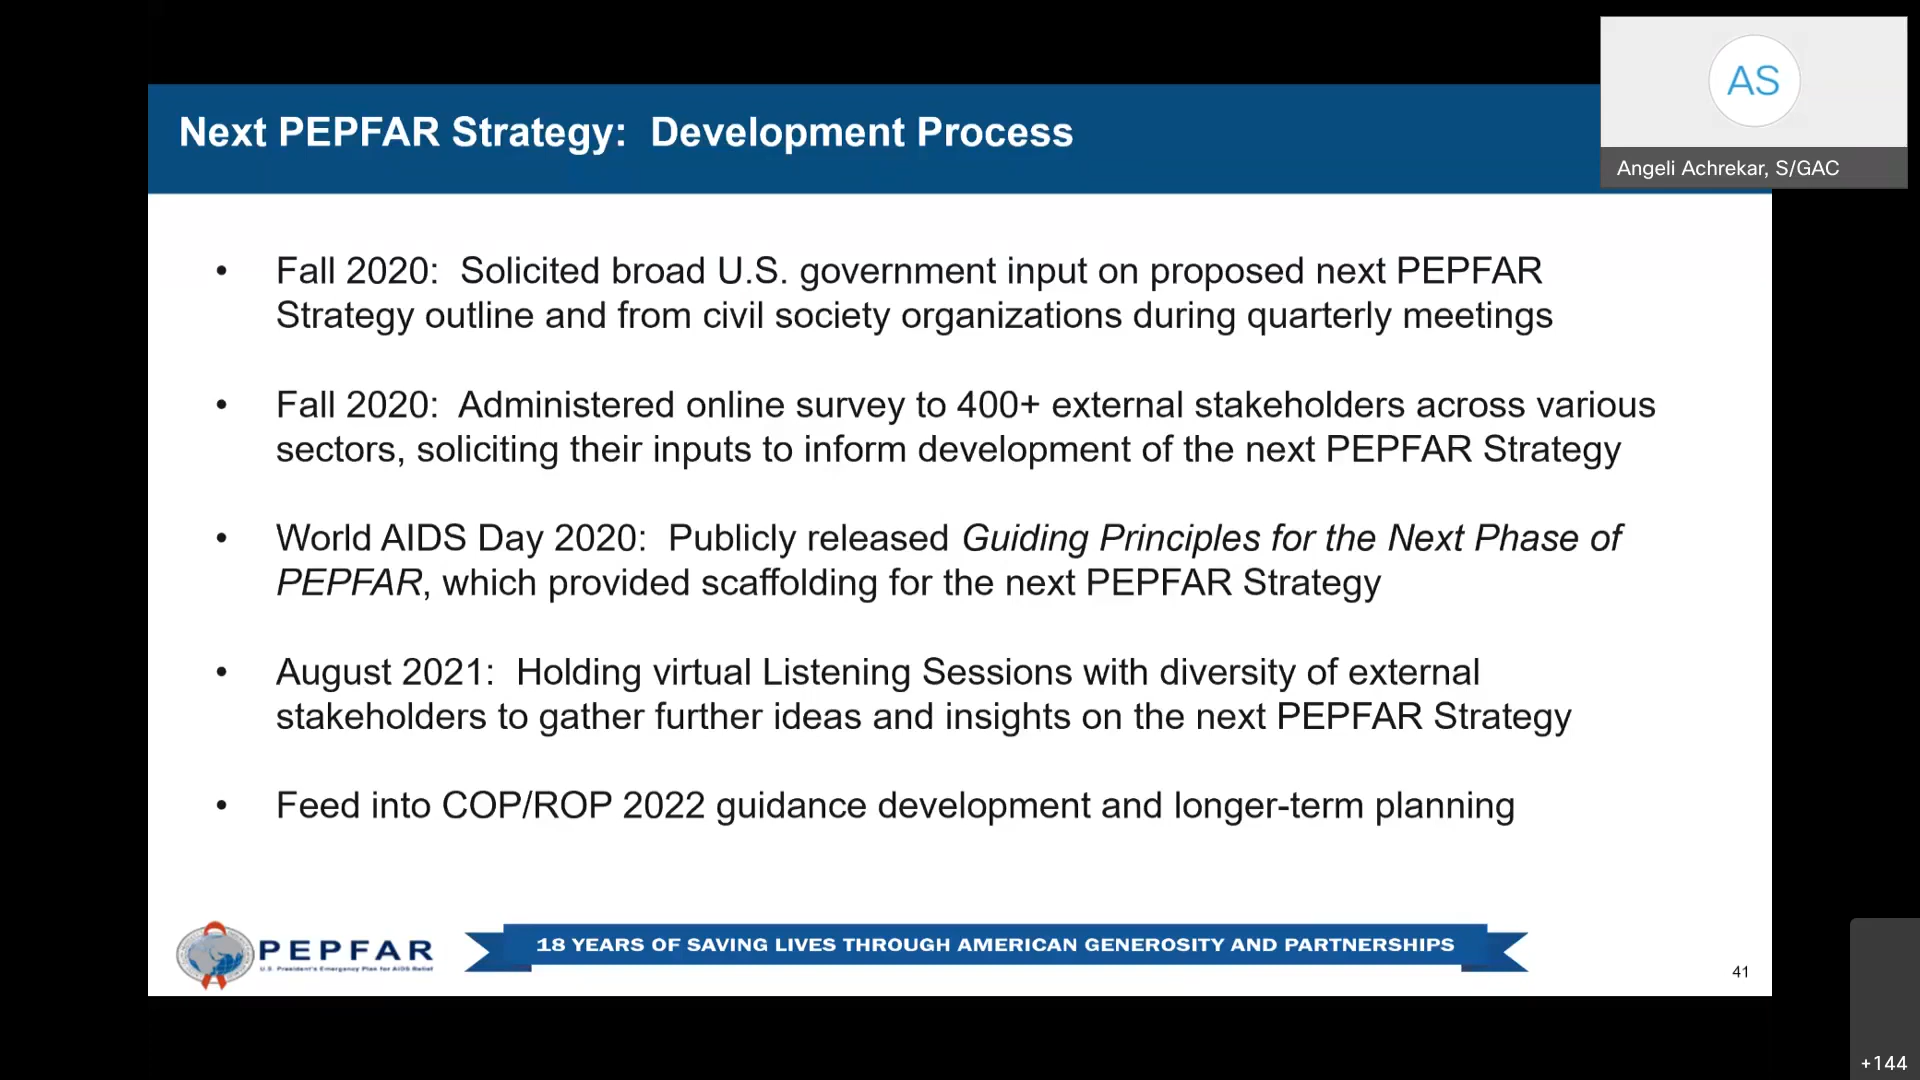 AS
Angeli Achrekar, S/GAC
Next PEPFAR Strategy:  Development Process
• Fall 2020:  Solicited broad U.S. government input on proposed next PEPFAR
Strategy outline and from civil society organizations during quarterly meetings
• Fall 2020:  Administered online survey to 400+ external stakeholders across various
sectors, soliciting their inputs to inform development of the next PEPFAR Strategy
• World AIDS Day 2020:  Publicly released Guiding Principles for the Next Phase of
PEPFAR, which provided scaffolding for the next PEPFAR Strategy
• August 2021:  Holding virtual Listening Sessions with diversity of external
stakeholders to gather further ideas and insights on the next PEPFAR Strategy
• Feed into COP/ROP 2022 guidance development and longer-term planning
PEPFAR
U.S. President's Emergency Plan for AIDS Relief
18 YEARS OF SAVING LIVES THROUGH AMERICAN GENEROSITY AND PARTNERSHIPS
41
+144